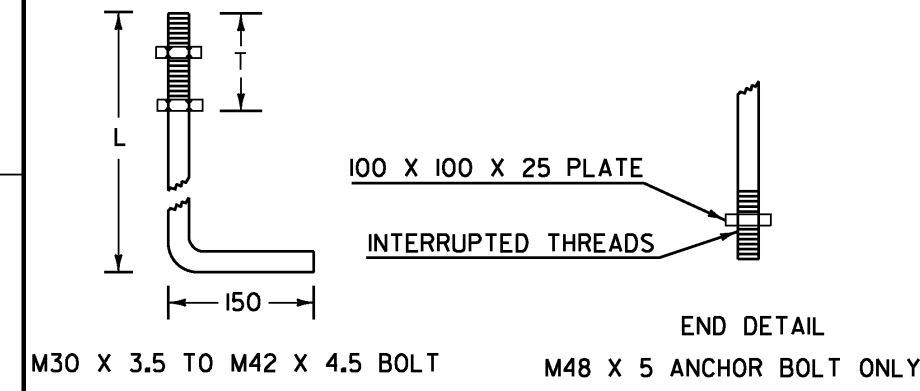 T
L
100 X 100 X 25 PLATE
INTERRUPTED THREADS
150
END DETAIL
M30 X 3.5 TO M42 X 4.5 BOLT
M48 X 5 ANCHOR BOLT ONLY